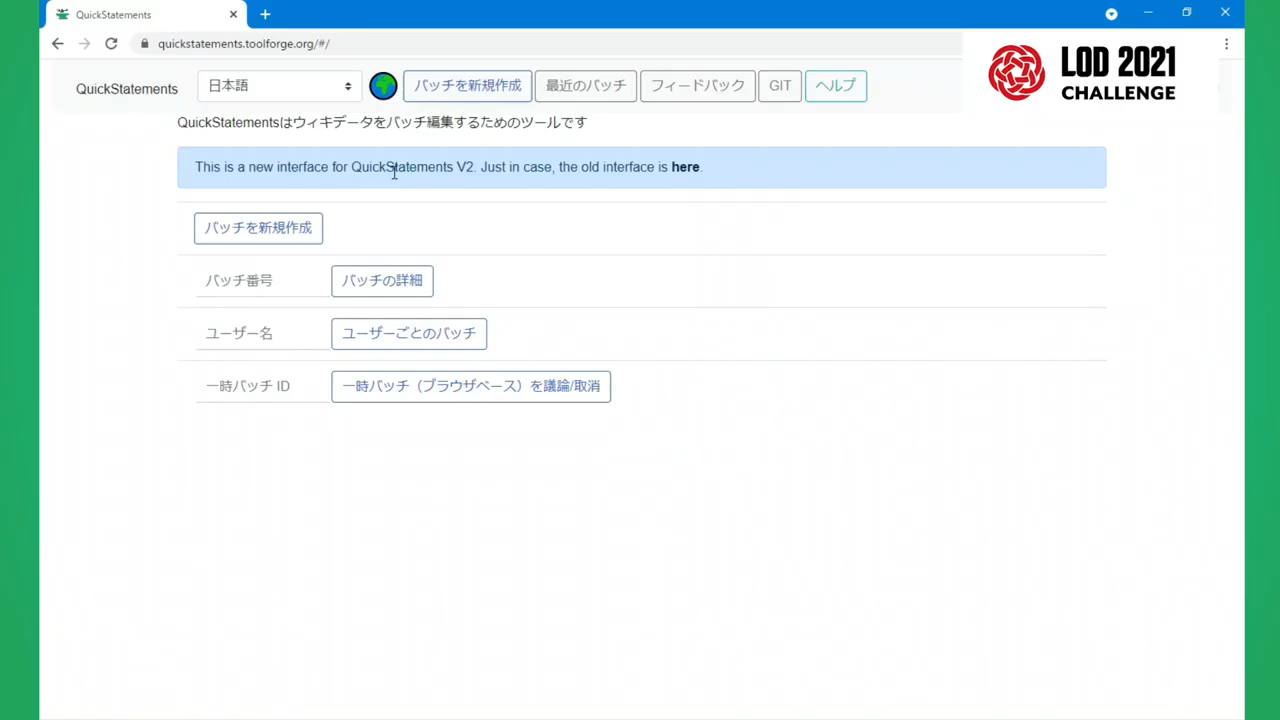 QuickStatements
quickstatements.toolforge.org/#/
LOD 2021
CHALLENGE
QuickStatements
日本語
バッチを新規作成
最近のバッチ
フィードバック
GIT
ヘルプ
QuickStatementsはウィキデータをバッチ編集するためのツールです
This is a new interface for QuickStatements V2. Just in case, the old interface is here.
バッチを新規作成
バッチ番号 バッチの詳細
ユーザー名 ユーザーごとのバッチ
一時バッチ ID 一時バッチ（ブラウザベース）を議論/取消